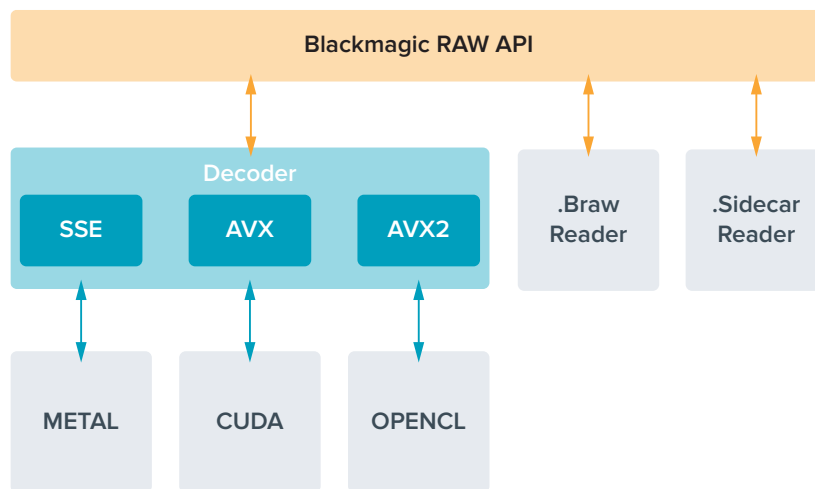 Blackmagic RAW API
Decoder
SSE
AVX
AVX2
.Braw
Reader
.Sidecar
Reader
METAL
CUDA
OPENCL